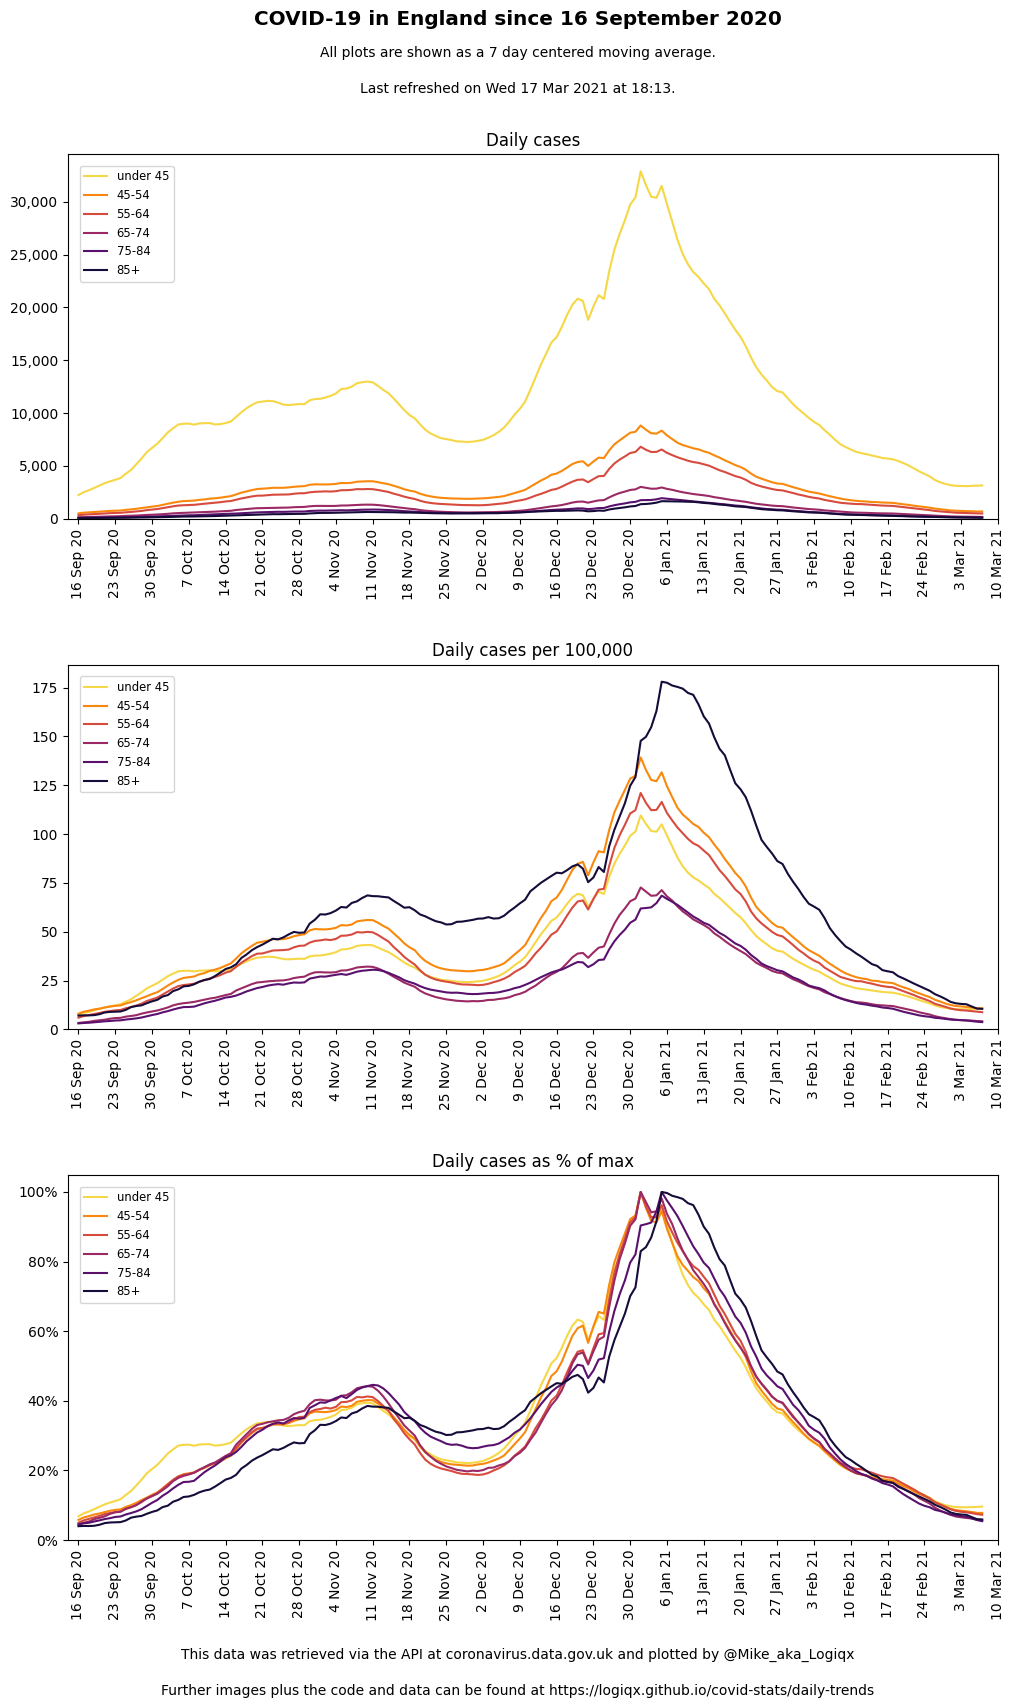 COVID-19 in England since 16 September 2020
All plots are shown as a 7 day centered moving average.
Last refreshed on Wed 17 Mar 2021 at 18:13.
Daily cases
under 45
45-54
55-64
65-74
75-84
85+
30,000
25,000
20,000
15,000
10,000
5,000
0
16 Sep 20
23 Sep 20
30 Sep 20
7 Oct 20
14 Oct 20
21 Oct 20
28 Oct 20
4 Nov 20
11 Nov 20
18 Nov 20
25 Nov 20
2 Dec 20
9 Dec 20
16 Dec 20
23 Dec 20
30 Dec 20
6 Jan 21
13 Jan 21
20 Jan 21
27 Jan 21
3 Feb 21
10 Feb 21
17 Feb 21
24 Feb 21
3 Mar 21
10 Mar 21
Daily cases per 100,000
under 45
45-54
55-64
65-74
75-84
85+
175
150
125
100
75
50
25
0
16 Sep 20
23 Sep 20
30 Sep 20
7 Oct 20
14 Oct 20
21 Oct 20
28 Oct 20
4 Nov 20
11 Nov 20
18 Nov 20
25 Nov 20
2 Dec 20
9 Dec 20
16 Dec 20
23 Dec 20
30 Dec 20
6 Jan 21
13 Jan 21
20 Jan 21
27 Jan 21
3 Feb 21
10 Feb 21
17 Feb 21
24 Feb 21
3 Mar 21
10 Mar 21
Daily cases as % of max
under 45
45-54
55-64
65-74
75-84
85+
100%
80%
60%
40%
20%
0%
16 Sep 20
23 Sep 20
30 Sep 20
7 Oct 20
14 Oct 20
21 Oct 20
28 Oct 20
4 Nov 20
11 Nov 20
18 Nov 20
25 Nov 20
2 Dec 20
9 Dec 20
16 Dec 20
23 Dec 20
30 Dec 20
6 Jan 21
13 Jan 21
20 Jan 21
27 Jan 21
3 Feb 21
10 Feb 21
17 Feb 21
24 Feb 21
3 Mar 21
10 Mar 21
This data was retrieved via the API at coronavirus.data.gov.uk and plotted by @Mike_aka_Logiqx
Further images plus the code and data can be found at https://logiqx.github.io/covid-stats/daily-trends